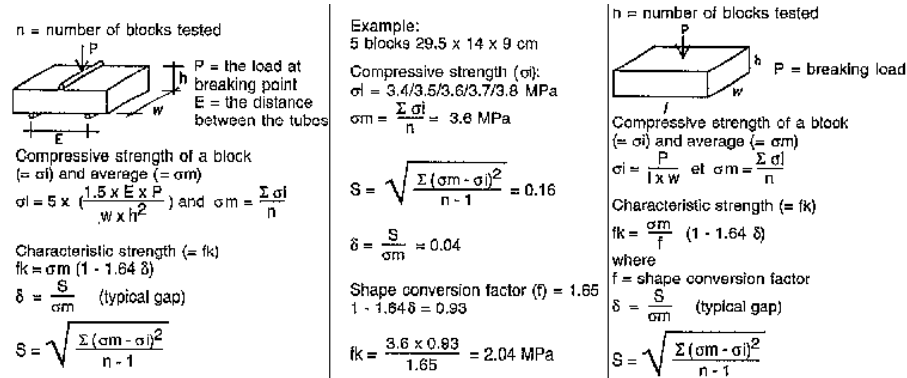 n = number of blocks tested
P
h
w
E
P = the load at
breaking point
E = the distance
between the tubes
Compressive strength of a block
(= σi) and average (= σm)
σi = 5 x (1.5 x E x P / w x h²) and σm = Σ σi / n
Characteristic strength (= fk)
fk = σm (1 - 1.64 δ)
δ = S / σm (typical gap)
S = √ Σ (σm - σi)² / n - 1
Example:
5 blocks 29.5 x 14 x 9 cm
Compressive strength (σi):
σi = 3.4/3.5/3.6/3.7/3.8 MPa
σm = Σ σi / n = 3.6 MPa
S = √ Σ (σm - σi)² / n - 1 = 0.16
δ = S / σm = 0.04
Shape conversion factor (f) = 1.65
1 - 1.64 δ = 0.93
fk = 3.6 x 0.93 / 1.65 = 2.04 MPa
n = number of blocks tested
P
h
w
l
P = breaking load
Compressive strength of a block
(= σi) and average (= σm)
σi = P / l x w et σm = Σ σi / n
Characteristic strength (= fk)
fk = σm / f (1 - 1.64 δ)
where
f = shape conversion factor
δ = S / σm (typical gap)
S = √ Σ (σm - σi)² / n - 1